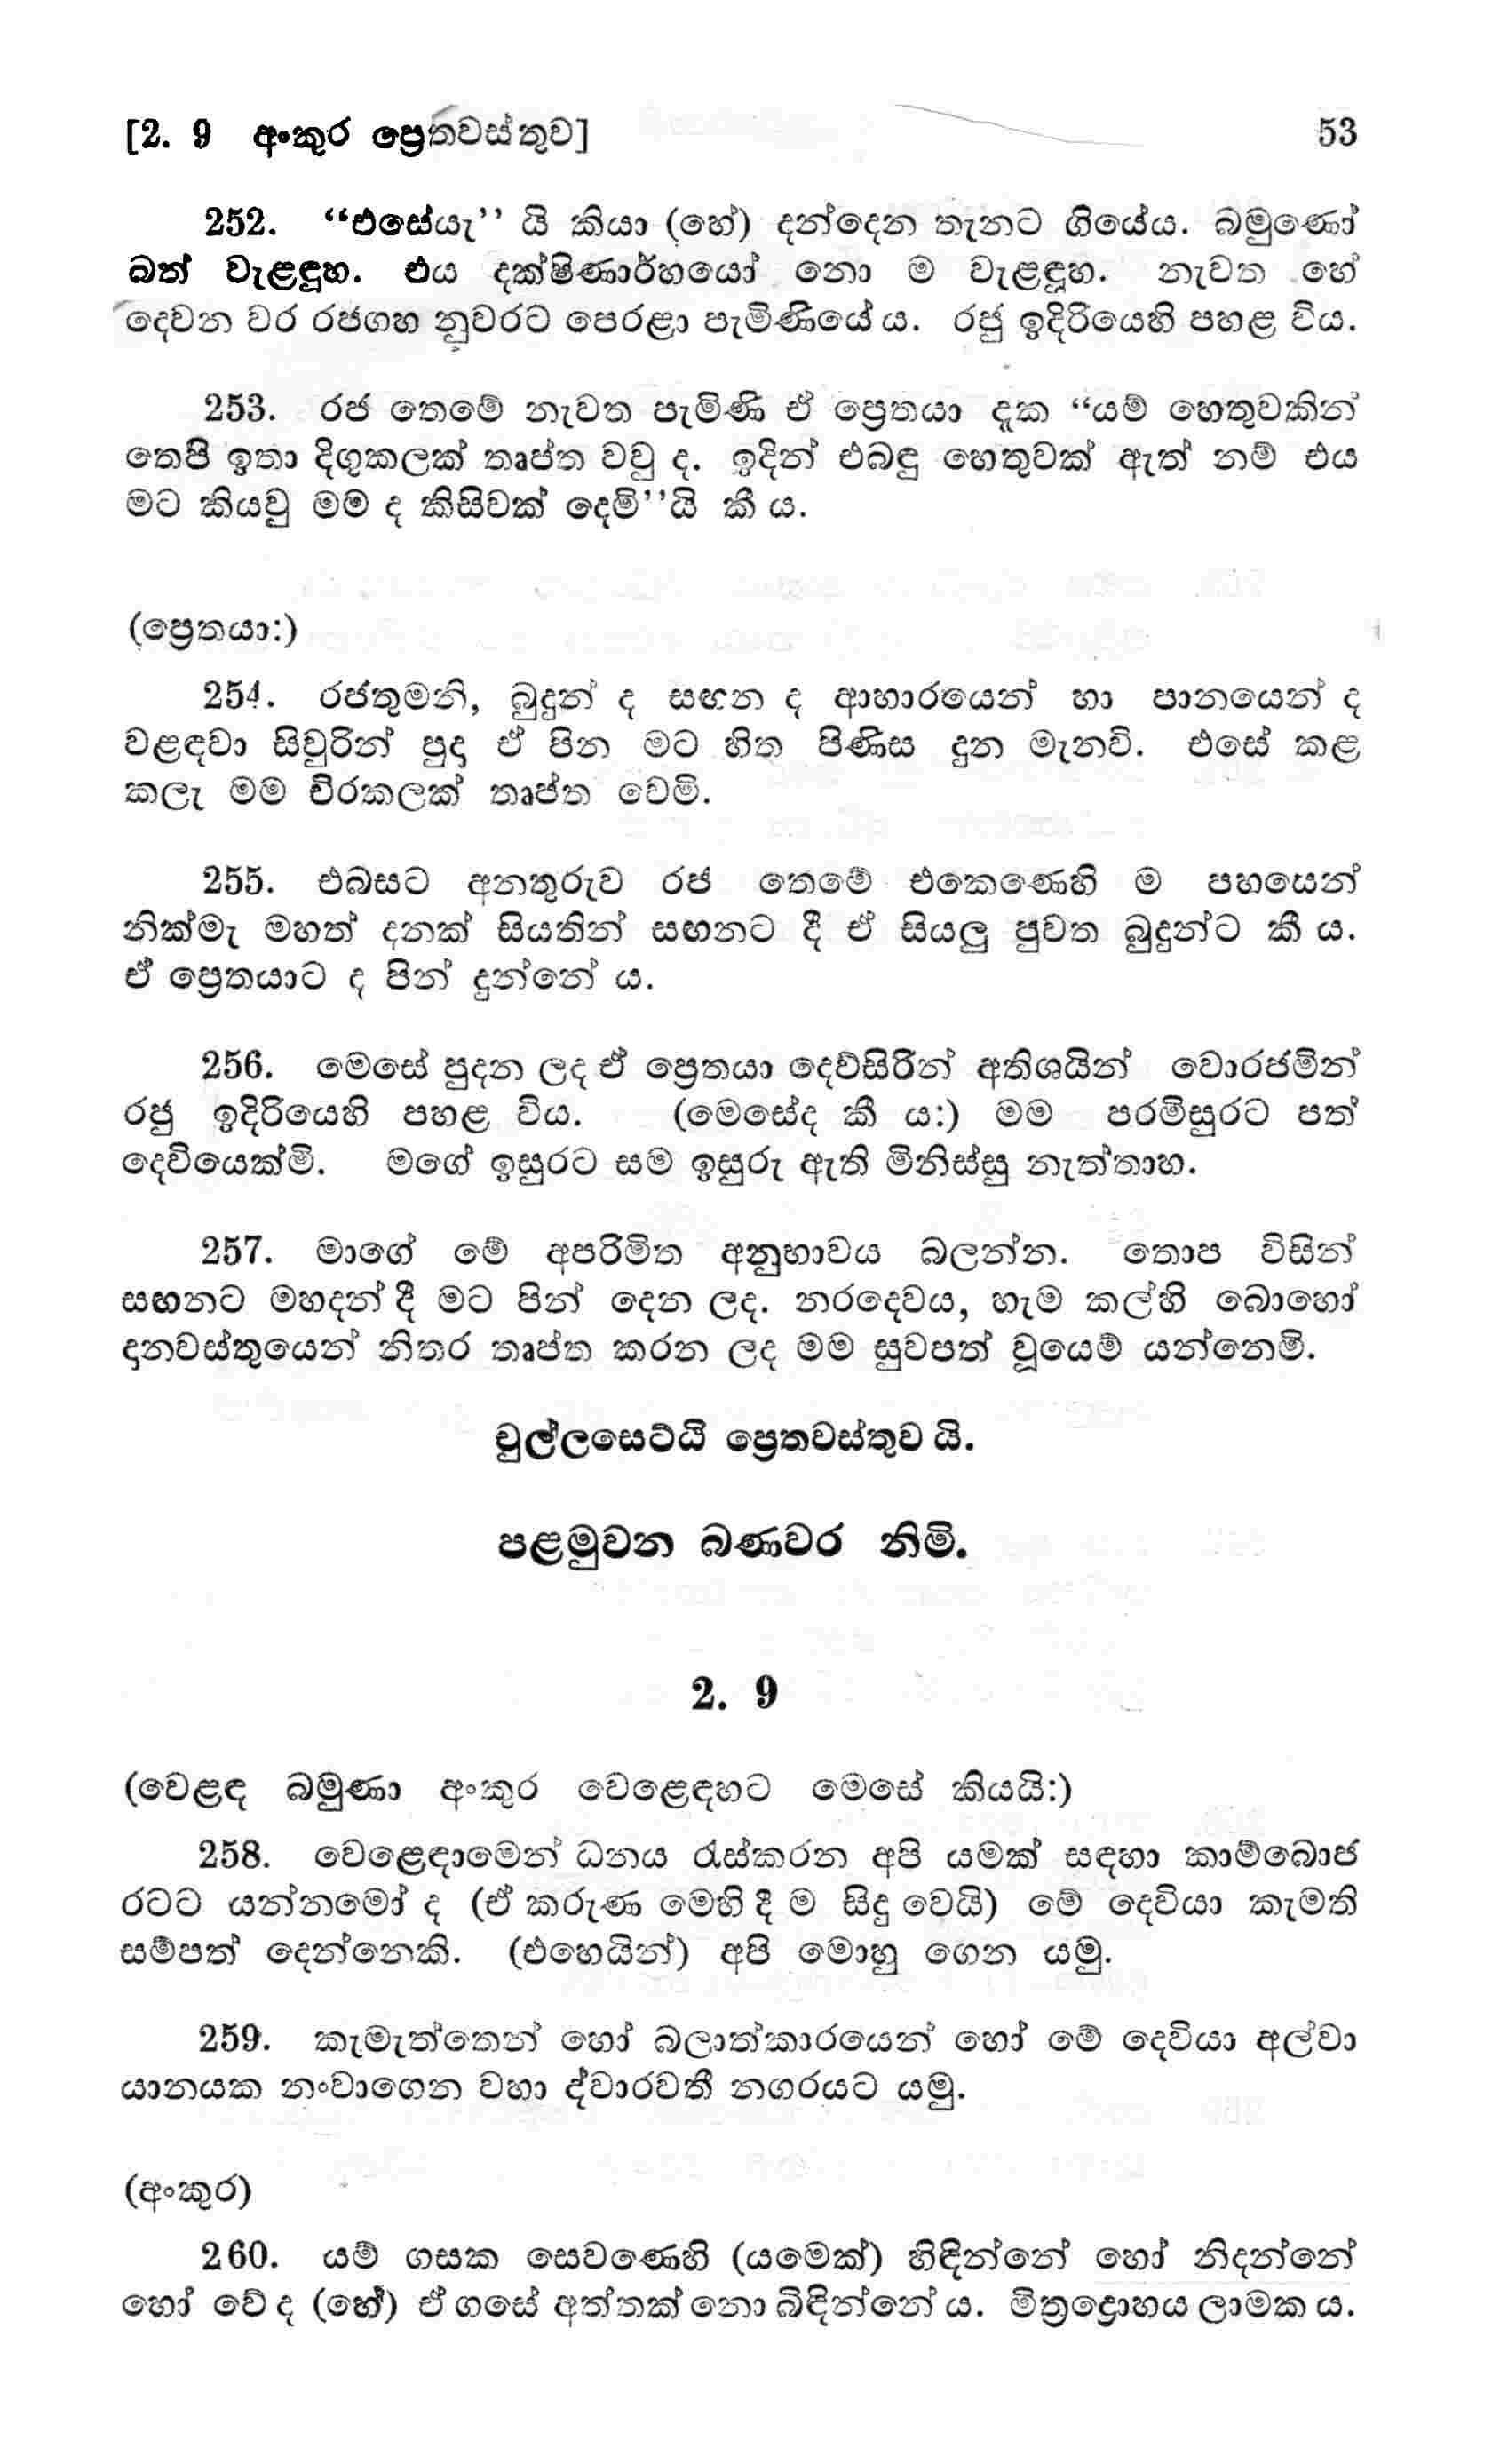 [2. 9 අංකුර ප්‍රෙතවස්තුව] 53
252. “එසේයැ” යි කියා (හේ) දන්දෙන තැනට ගියේය. බමුණෝ
බත් වැළඳූහ. එය දක්ෂිණාර්හයෝ නො ම වැළඳූහ. නැවත හේ
දෙවන වර රජගහ නුවරට පෙරළා පැමිණියේ ය. රජු ඉදිරියෙහි පහළ විය.
253. රජ තෙමේ නැවත පැමිණි ඒ ප්‍රෙතයා දැක “යම් හෙතුවකින්
තෙපි ඉතා දිගුකලක් තෘප්ත වවු ද. ඉදින් එබඳු හෙතුවක් ඇත් නම් එය
මට කියවු මම ද කිසිවක් දෙමි”යි කී ය.
(ප්‍රෙතයා:)
254. රජතුමනි, බුදුන් ද සඟන ද ආහාරයෙන් හා පානයෙන් ද
වළඳවා සිවුරින් පුදා ඒ පින මට හිත පිණිස දුන මැනවි. එසේ කළ
කලැ මම චිරකලක් තෘප්ත වෙමි.
255. එබසට අනතුරුව රජ තෙමේ එකෙණෙහි ම පහයෙන්
නික්මැ මහත් දනක් සියතින් සඟනට දී ඒ සියලු පුවත බුදුන්ට කී ය.
ඒ ප්‍රෙතයාට ද පින් දුන්නේ ය.
256. මෙසේ පුදන ලද ඒ ප්‍රෙතයා දෙව්සිරින් අතිශයින් වොරජමින්
රජු ඉදිරියෙහි පහළ විය. (මෙසේද කී ය:) මම පරමිසුරට පත්
දෙවියෙක්මි. මගේ ඉසුරට සම ඉසුරු ඇති මිනිස්සු නැත්තාහ.
257. මාගේ මේ අපරිමිත අනුභාවය බලන්න. තොප විසින්
සඟනට මහදන් දී මට පින් දෙන ලද. නරදෙවය, හැම කල්හි බොහෝ
දානවස්තුයෙන් නිතර තෘප්ත කරන ලද මම සුවපත් වූයෙම් යන්නෙමි.
චුල්ලසෙට්ඨි ප්‍රෙතවස්තුව යි.
පළමුවන බණවර නිමි.
2. 9
(වෙළඳ බමුණා අංකුර වෙළෙඳහට මෙසේ කියයි:)
258. වෙළෙඳාමෙන් ධනය රැස්කරන අපි යමක් සඳහා කාම්බොජ
රටට යන්නමෝ ද (ඒ කරුණ මෙහි දී ම සිදු වෙයි) මේ දෙවියා කැමති
සම්පත් දෙන්නෙකි. (එහෙයින්) අපි මොහු ගෙන යමු.
259. කැමැත්තෙන් හෝ බලාත්කාරයෙන් හෝ මේ දෙවියා අල්වා
යානයක නංවාගෙන වහා ද්වාරවතී නගරයට යමු.
(අංකුර)
260. යම් ගසක සෙවණෙහි (යමෙක්) හිඳින්නේ හෝ නිදන්නේ
හෝ වේ ද (හේ) ඒ ගසේ අත්තක් නො බිඳින්නේ ය. මිත්‍රද්‍රොහය ලාමක ය.